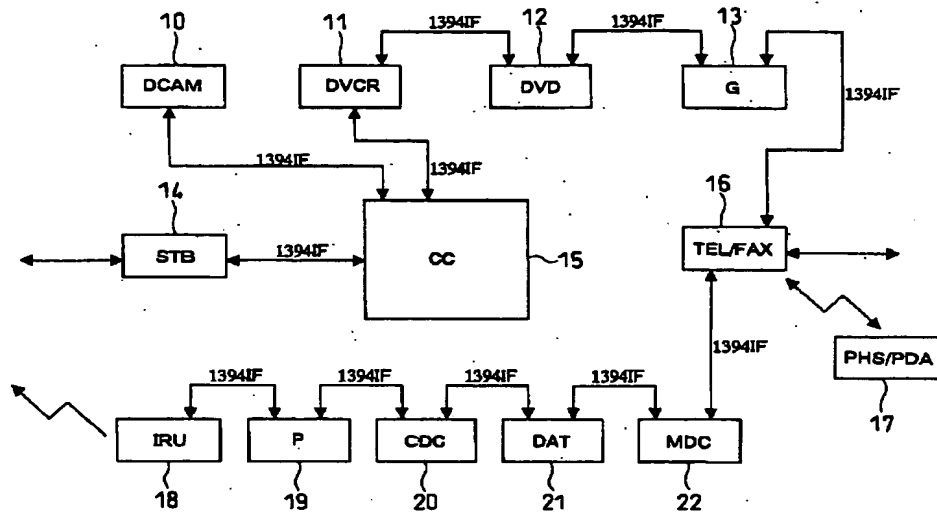 10
11
1394IF
12
1394IF
13
DCAM
DVCR
DVD
G
1394IF
1394IF
1394IF
14
16
STB
1394IF
CC
15
TEL/FAX
1394IF
PHS/PDA
17
1394IF
1394IF
1394IF
1394IF
IRU
P
CDC
DAT
MDC
18
19
20
21
22